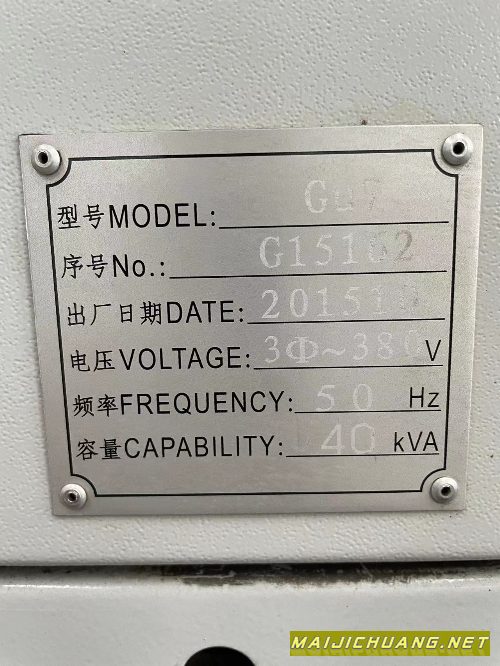 型号MODEL:
序号No.: G15162
出厂日期DATE:
电压VOLTAGE: 3Φ~380 V
频率FREQUENCY: 50 Hz
容量CAPABILITY: 40 kVA
MAIJICHUANG.NET